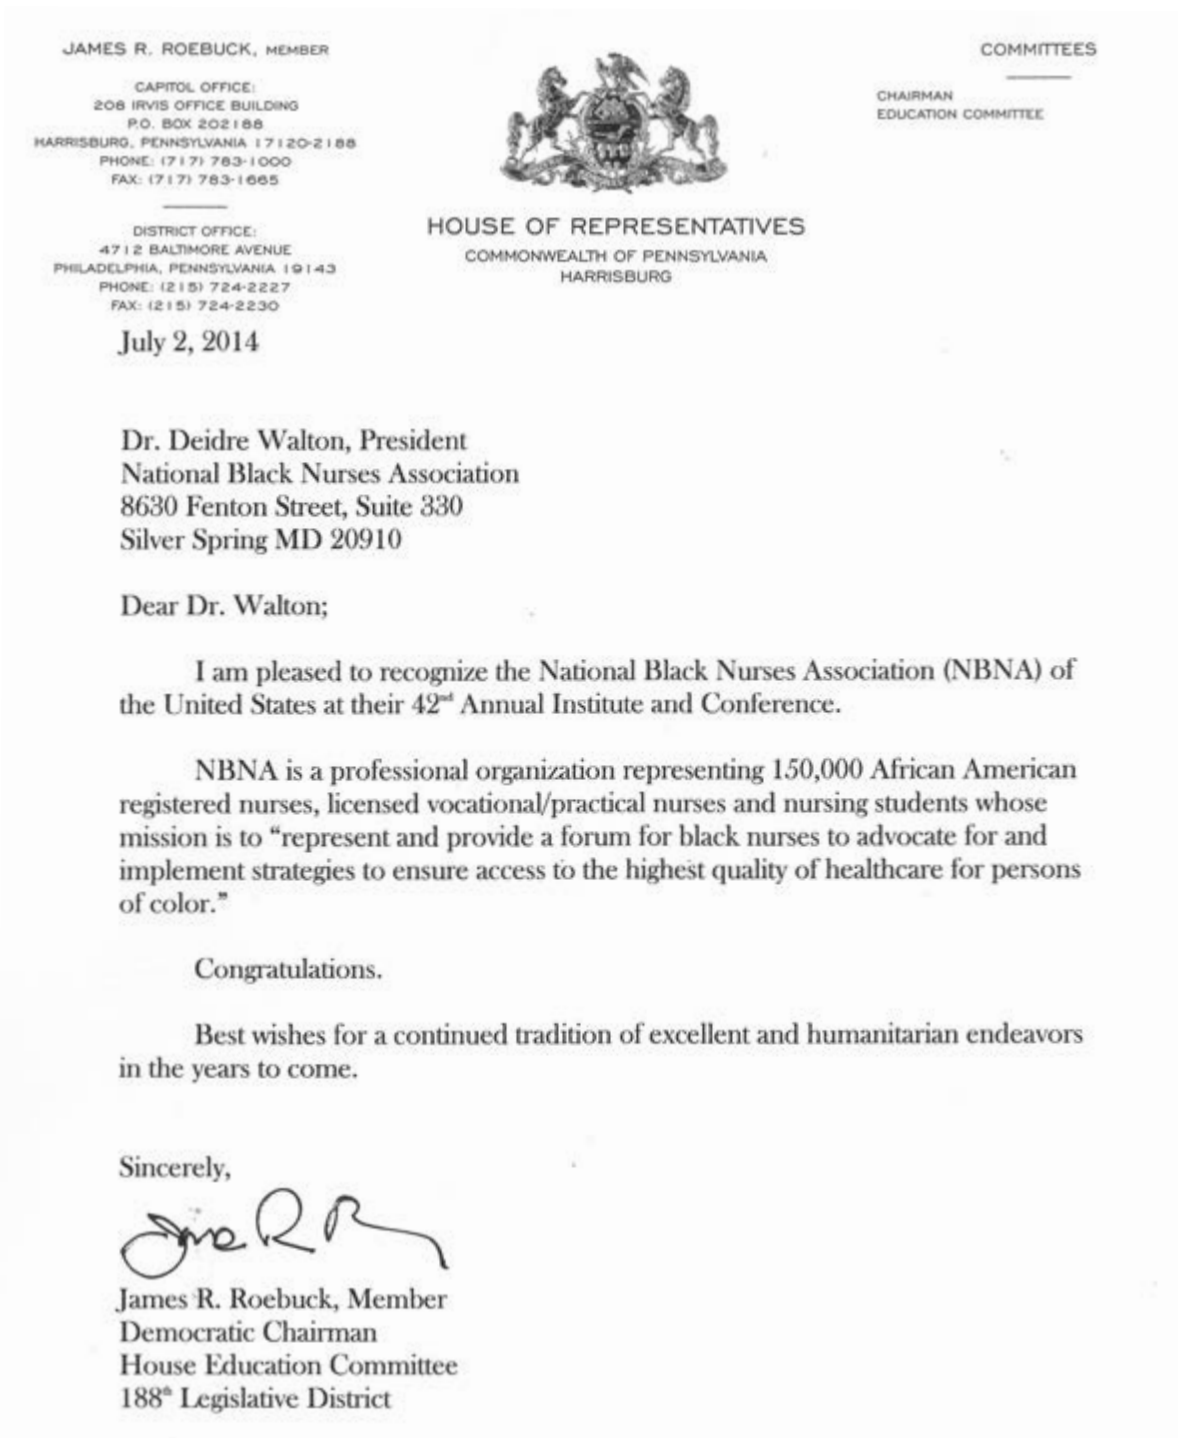 JAMES R. ROEBUCK, MEMBER
CAPITOL OFFICE:
208 IRVIS OFFICE BUILDING
P.O. BOX 202188
HARRISBURG, PENNSYLVANIA 17120-2188
PHONE: (717) 783-1000
FAX: (717) 783-1665
DISTRICT OFFICE:
4712 BALTIMORE AVENUE
PHILADELPHIA, PENNSYLVANIA 19143
PHONE: (215) 724-2227
FAX: (215) 724-2230
HOUSE OF REPRESENTATIVES
COMMONWEALTH OF PENNSYLVANIA
HARRISBURG
COMMITTEES
CHAIRMAN
EDUCATION COMMITTEE
July 2, 2014
Dr. Deidre Walton, President
National Black Nurses Association
8630 Fenton Street, Suite 330
Silver Spring MD 20910
Dear Dr. Walton;
I am pleased to recognize the National Black Nurses Association (NBNA) of
the United States at their 42nd Annual Institute and Conference.
NBNA is a professional organization representing 150,000 African American
registered nurses, licensed vocational/practical nurses and nursing students whose
mission is to “represent and provide a forum for black nurses to advocate for and
implement strategies to ensure access to the highest quality of healthcare for persons
of color.”
Congratulations.
Best wishes for a continued tradition of excellent and humanitarian endeavors
in the years to come.
Sincerely,
James R. Roebuck, Member
Democratic Chairman
House Education Committee
188th Legislative District